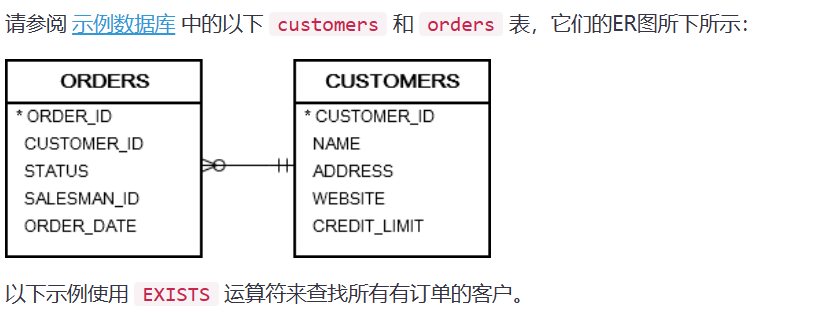 请参阅 示例数据库 中的以下 customers 和 orders 表，它们的ER图所下所示：
ORDERS
* ORDER_ID
CUSTOMER_ID
STATUS
SALESMAN_ID
ORDER_DATE
CUSTOMERS
* CUSTOMER_ID
NAME
ADDRESS
WEBSITE
CREDIT_LIMIT
以下示例使用 EXISTS 运算符来查找所有有订单的客户。